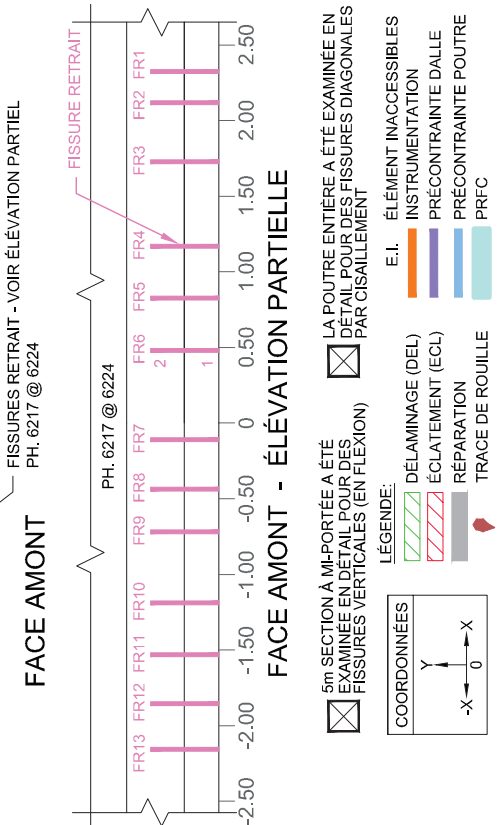 FISSURES RETRAIT - VOIR ÉLÉVATION PARTIEL
PH. 6217 @ 6224
FACE AMONT
PH. 6217 @ 6224
FISSURE RETRAIT
FR13 FR12 FR11 FR10 FR9 FR8 FR7 FR6 FR5 FR4 FR3 FR2 FR1
2
1
-2.50 -2.00 -1.50 -1.00 -0.50 0 0.50 1.00 1.50 2.00 2.50
FACE AMONT - ÉLÉVATION PARTIELLE
5m SECTION À MI-PORTÉE A ÉTÉ
EXAMINÉE EN DÉTAIL POUR DES
FISSURES VERTICALES (EN FLEXION)
LA POUTRE ENTIÈRE A ÉTÉ EXAMINÉE EN
DÉTAIL POUR DES FISSURES DIAGONALES
PAR CISAILLEMENT
COORDONNÉES
Y
-X
0
X
LÉGENDE:
DÉLAMINAGE (DEL)
ÉCLATEMENT (ECL)
RÉPARATION
TRACE DE ROUILLE
E.I. ÉLÉMENT INACCESSIBLES
INSTRUMENTATION
PRÉCONTRAINTE DALLE
PRÉCONTRAINTE POUTRE
PRFC